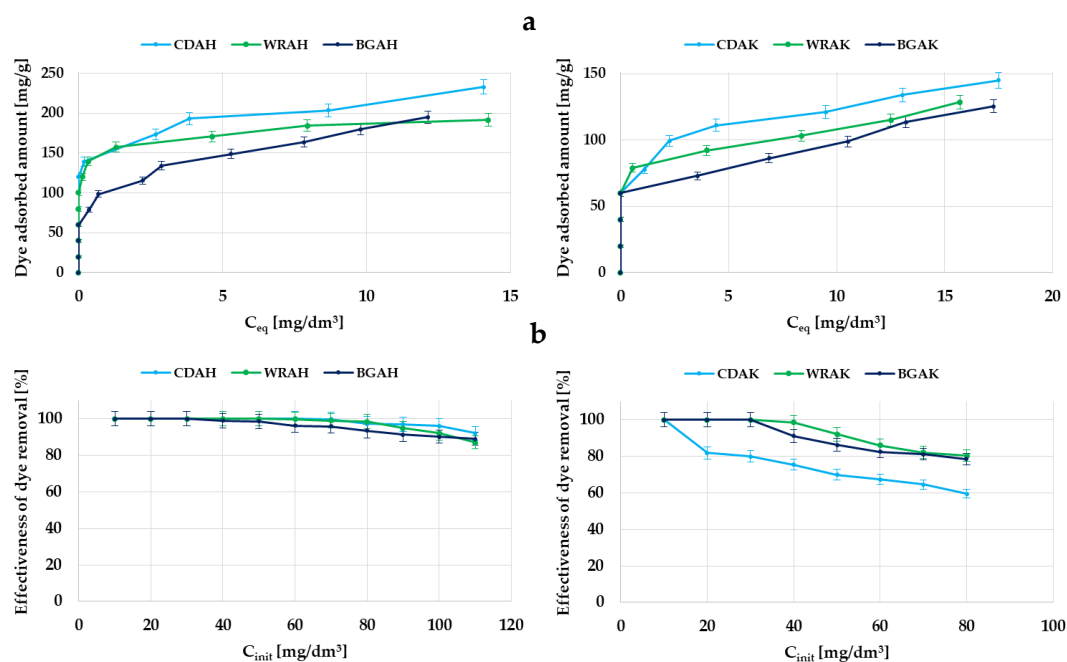 a
CDAH WRAH BGAH
Dye adsorbed amount [mg/g]
250
200
150
100
50
0
0 5 10 15
C_eq [mg/dm³]
CDAK WRAK BGAK
Dye adsorbed amount [mg/g]
150
100
50
0
0 5 10 15 20
C_eq [mg/dm³]
b
CDAH WRAH BGAH
Effectiveness of dye removal [%]
100
80
60
40
20
0
0 20 40 60 80 100 120
C_init [mg/dm³]
CDAK WRAK BGAK
Effectiveness of dye removal [%]
100
80
60
40
20
0
0 20 40 60 80 100
C_init [mg/dm³]